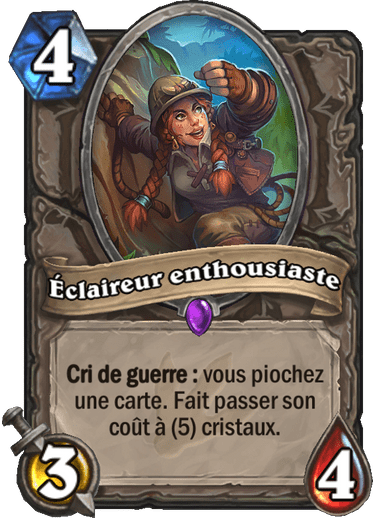 4
Éclaireur enthousiaste
Cri de guerre : vous piochez
une carte. Fait passer son
coût à (5) cristaux.
3
4